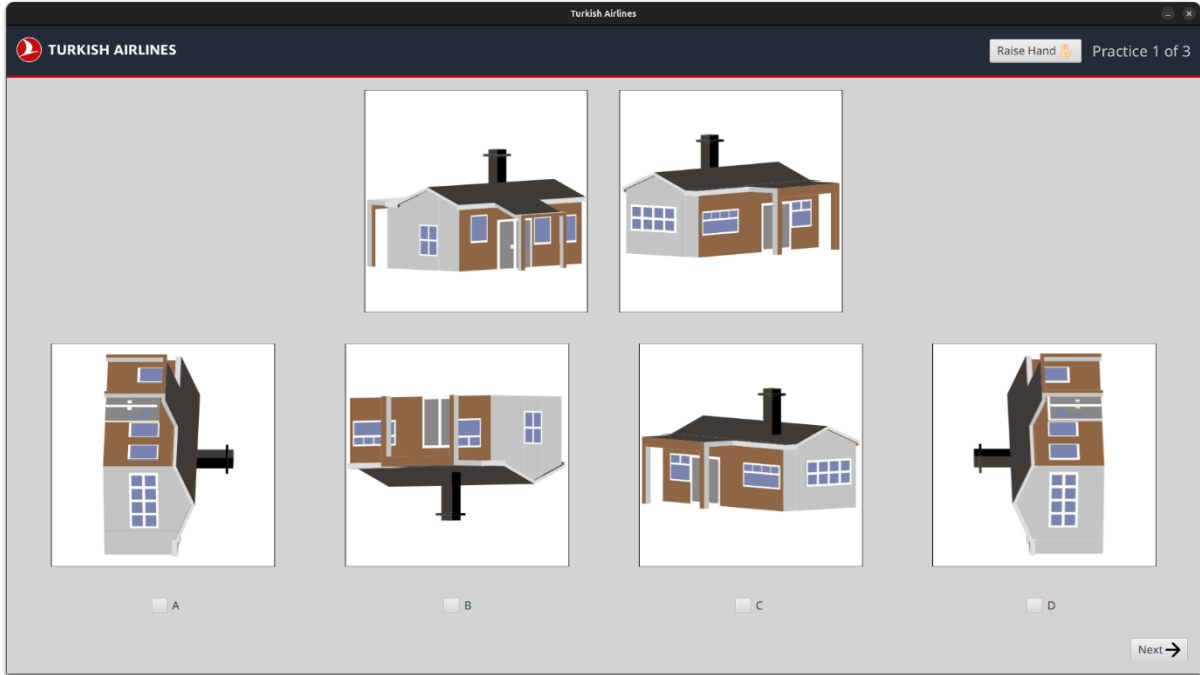 Turkish Airlines
TURKISH AIRLINES
Raise Hand
Practice 1 of 3
A
B
C
D
Next